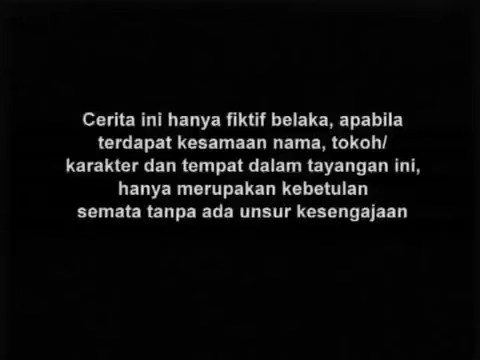 Cerita ini hanya fiktif belaka, apabila
terdapat kesamaan nama, tokoh/
karakter dan tempat dalam tayangan ini,
hanya merupakan kebetulan
semata tanpa ada unsur kesengajaan